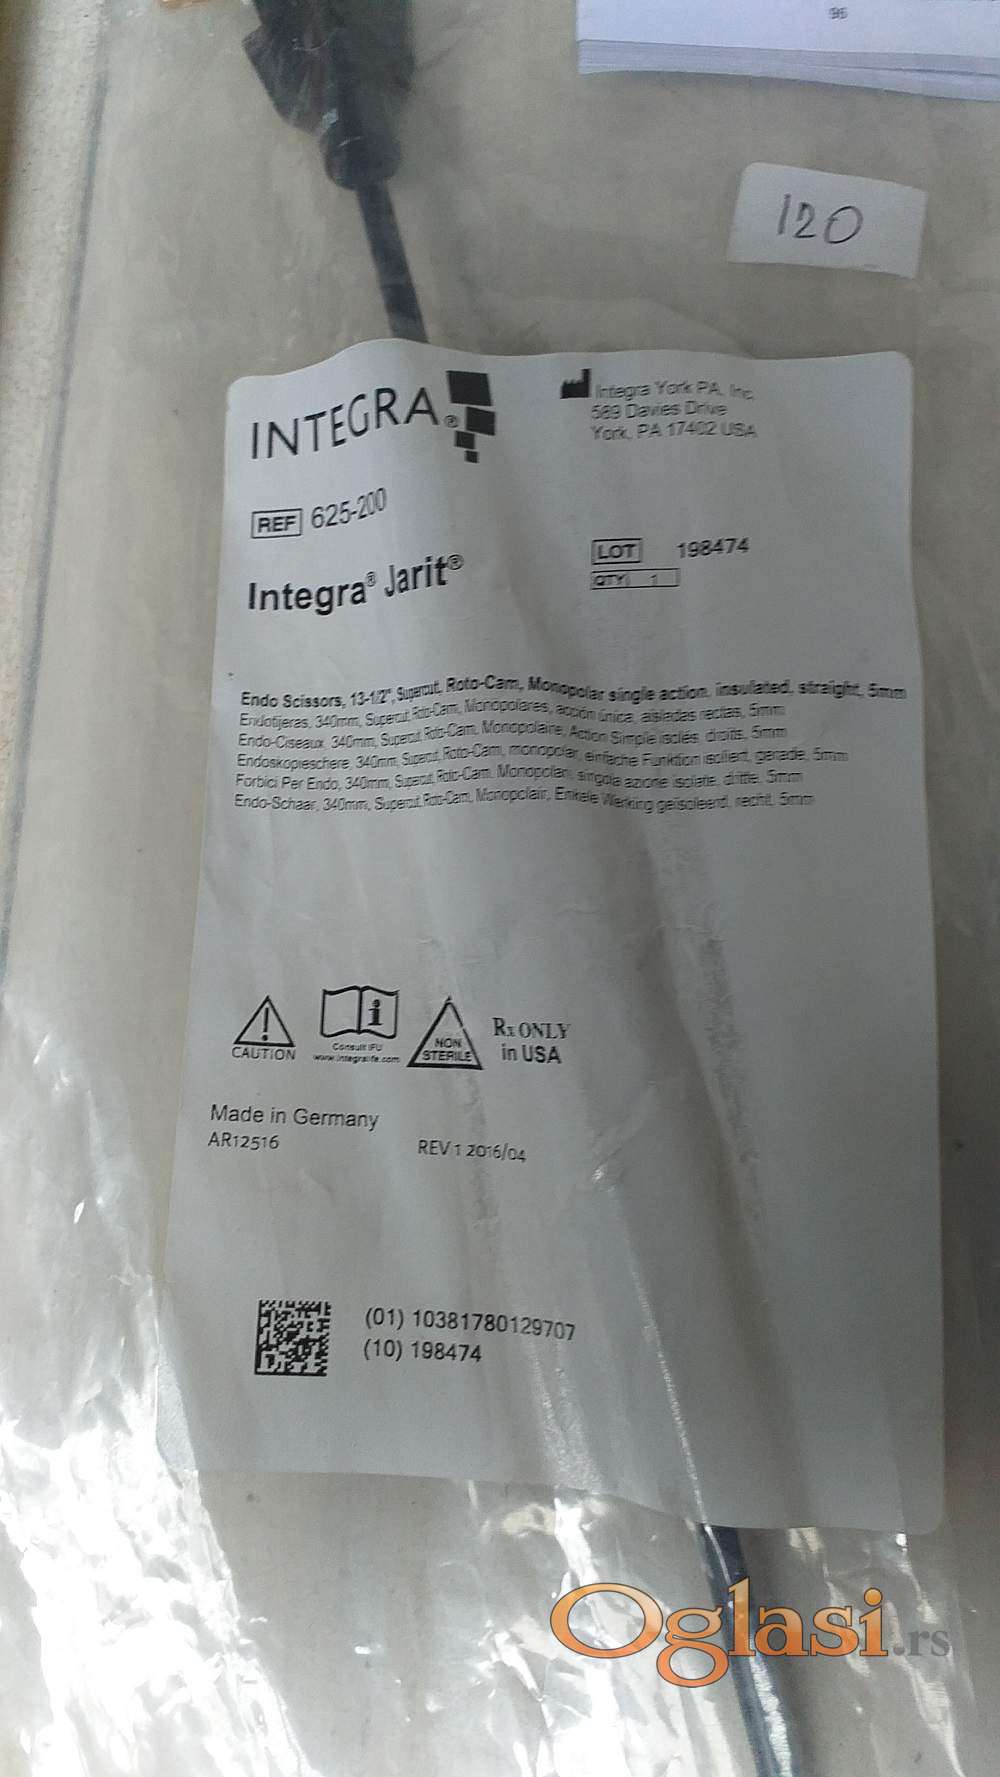 96
120
INTEGRA®
Integra York PA, Inc.
589 Davies Drive
York, PA 17402 USA
REF 625-200
LOT 198474
QTY 1
Integra® Jarit®
Endo Scissors, 13-1/2", Supercut, Roto-Cam, Monopolar single action, insulated, straight, 5mm
Endotijeras, 340mm, Supercut, Roto-Cam, Monopolares, acción única, aisladas rectas, 5mm
Endo-Ciseaux, 340mm, Supercut, Roto-Cam, Monopolaire, Action Simple isolés, droits, 5mm
Endoskopieschere, 340mm, Supercut, Roto-Cam, monopolar, einfache Funktion isoliert, gerade, 5mm
Forbici Per Endo, 340mm, Supercut, Roto-Cam, Monopolari, singola azione isolate, dritte, 5mm
Endo-Schaar, 340mm, Supercut, Roto-Cam, Monopolair, Enkele Werking geïsoleerd, recht, 5mm
CAUTION
Consult IFU
www.integralife.com
NON
STERILE
Rx ONLY
in USA
Made in Germany
AR12516
REV 1 2016/04
(01) 10381780129707
(10) 198474
Oglasi.rs